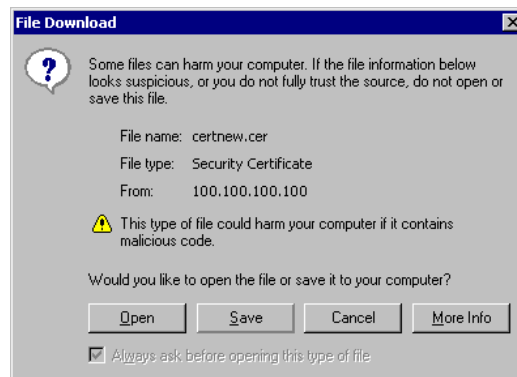 File Download
Some files can harm your computer. If the file information below
looks suspicious, or you do not fully trust the source, do not open or
save this file.
File name: certnew.cer
File type: Security Certificate
From: 100.100.100.100
This type of file could harm your computer if it contains
malicious code.
Would you like to open the file or save it to your computer?
Open Save Cancel More Info
Always ask before opening this type of file